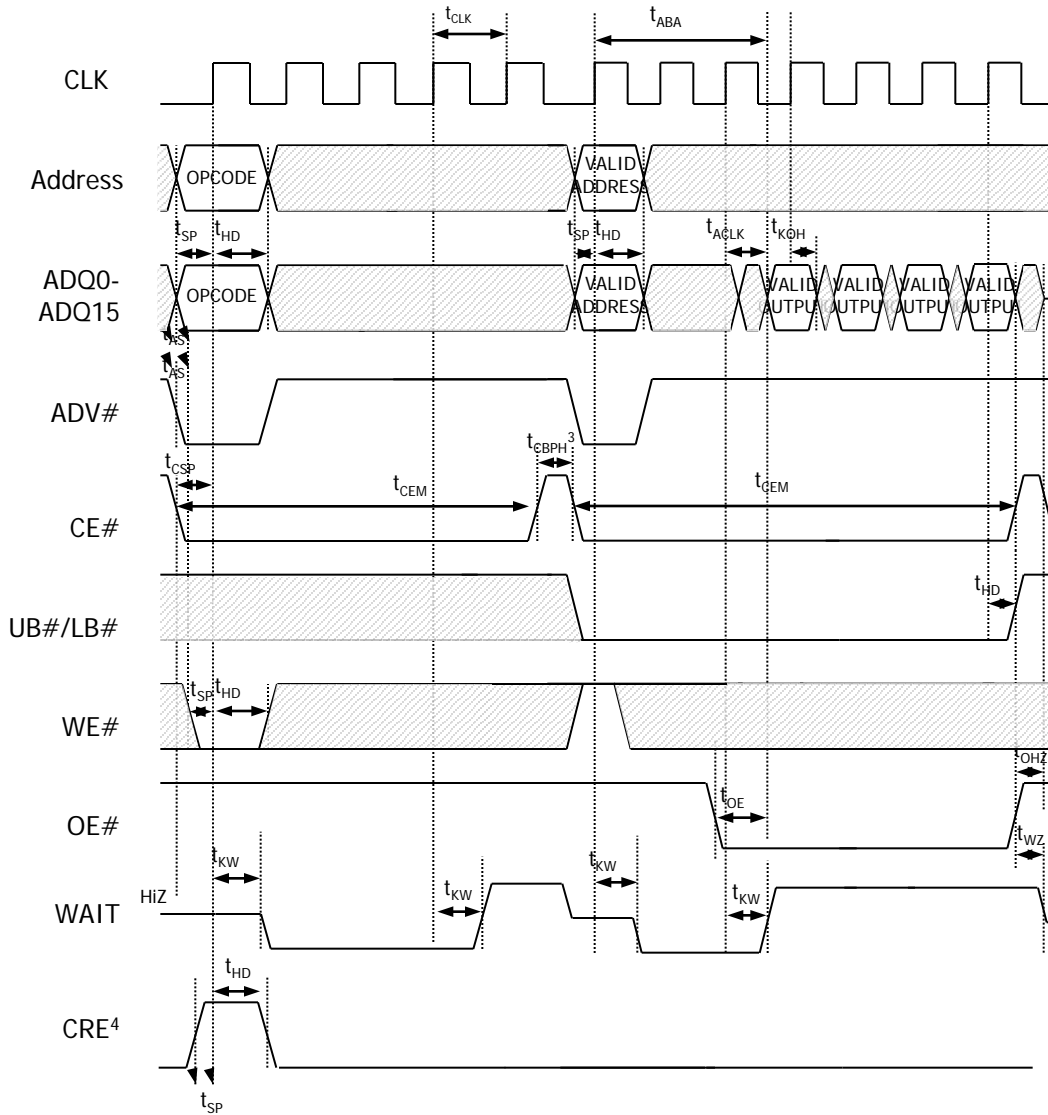 tCLK
tABA
CLK
Address
OPCODE
VALID
ADDRESS
tSP
tHD
tSP
tHD
tACLK
tKOH
ADQ0-
ADQ15
OPCODE
VALID
ADDRESS
VALID
OUTPUT
VALID
OUTPUT
VALID
OUTPUT
VALID
OUTPUT
tAS
tAS
ADV#
tCSP
tCEM
tCBPH3
tCEM
CE#
tHD
UB#/LB#
tSP
tHD
WE#
tOHZ
tOE
OE#
tWZ
tKW
tKW
tKW
tKW
HiZ
WAIT
tHD
CRE4
tSP